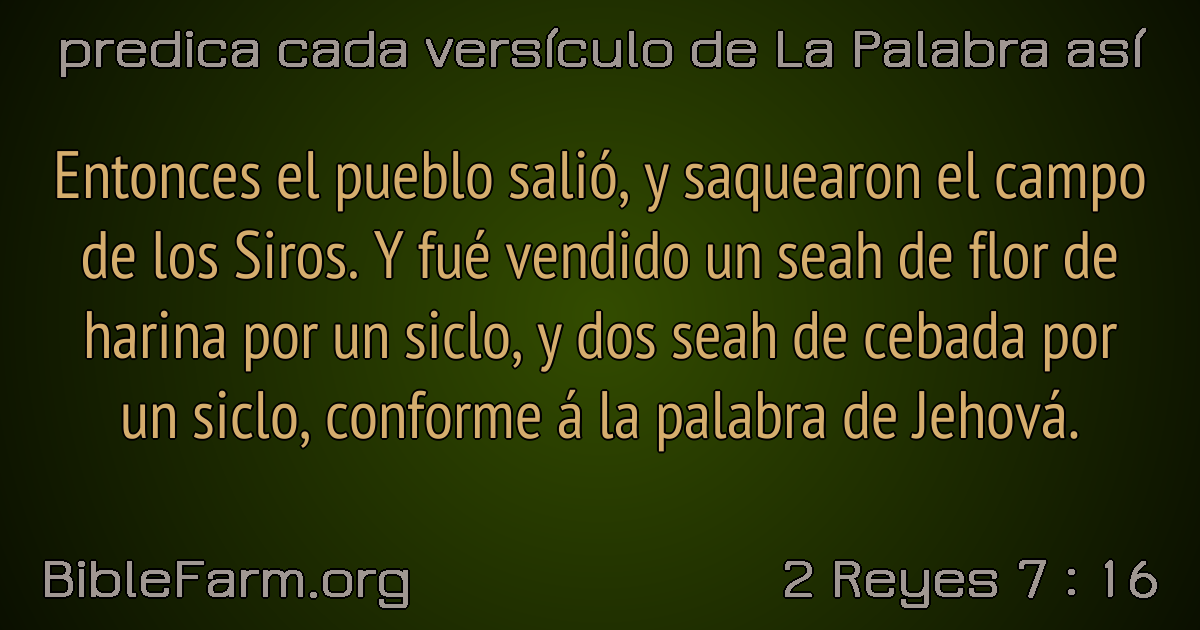 predica cada versículo de La Palabra así
Entonces el pueblo salió, y saquearon el campo
de los Siros. Y fué vendido un seah de flor de
harina por un siclo, y dos seah de cebada por
un siclo, conforme á la palabra de Jehová.
BibleFarm.org
2 Reyes 7 : 16